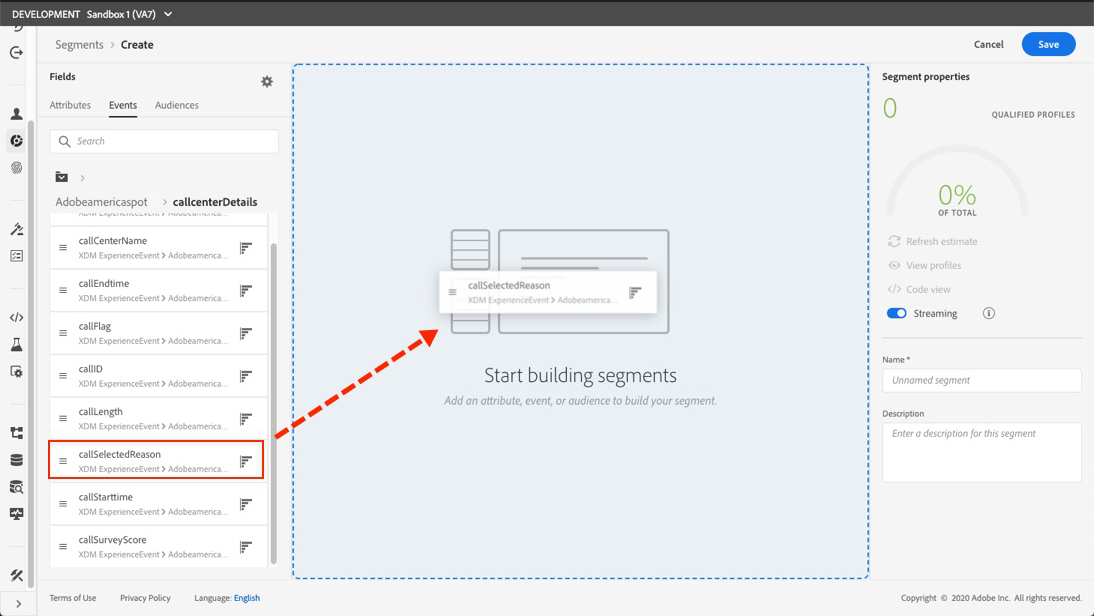 DEVELOPMENT Sandbox 1 (VA7)
Segments > Create
Cancel
Save
Fields
Attributes
Events
Audiences
Search
Adobeamericaspot > callcenterDetails
XDM ExperienceEvent > Adobeamerica...
callCenterName
XDM ExperienceEvent > Adobeamerica...
callEndtime
XDM ExperienceEvent > Adobeamerica...
callFlag
XDM ExperienceEvent > Adobeamerica...
callID
XDM ExperienceEvent > Adobeamerica...
callLength
XDM ExperienceEvent > Adobeamerica...
callSelectedReason
XDM ExperienceEvent > Adobeamerica...
callStarttime
XDM ExperienceEvent > Adobeamerica...
callSurveyScore
XDM ExperienceEvent > Adobeamerica...
callSelectedReason
XDM ExperienceEvent > Adobeamerica...
Start building segments
Add an attribute, event, or audience to build your segment.
Segment properties
0
QUALIFIED PROFILES
0%
OF TOTAL
Refresh estimate
View profiles
Code view
Streaming
Name *
Unnamed segment
Description
Enter a description for this segment
Terms of Use
Privacy Policy
Language: English
Copyright © 2020 Adobe Inc. All rights reserved.